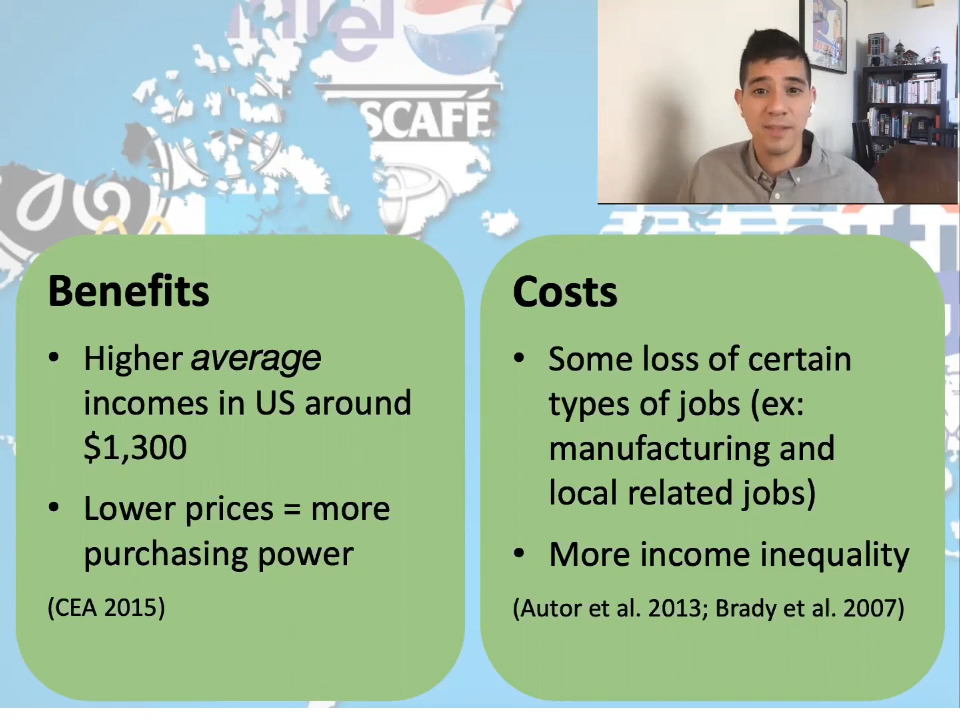 intel
SCAFÉ
Benefits
• Higher average
incomes in US around
$1,300
• Lower prices = more
purchasing power
(CEA 2015)
Costs
• Some loss of certain
types of jobs (ex:
manufacturing and
local related jobs)
• More income inequality
(Autor et al. 2013; Brady et al. 2007)